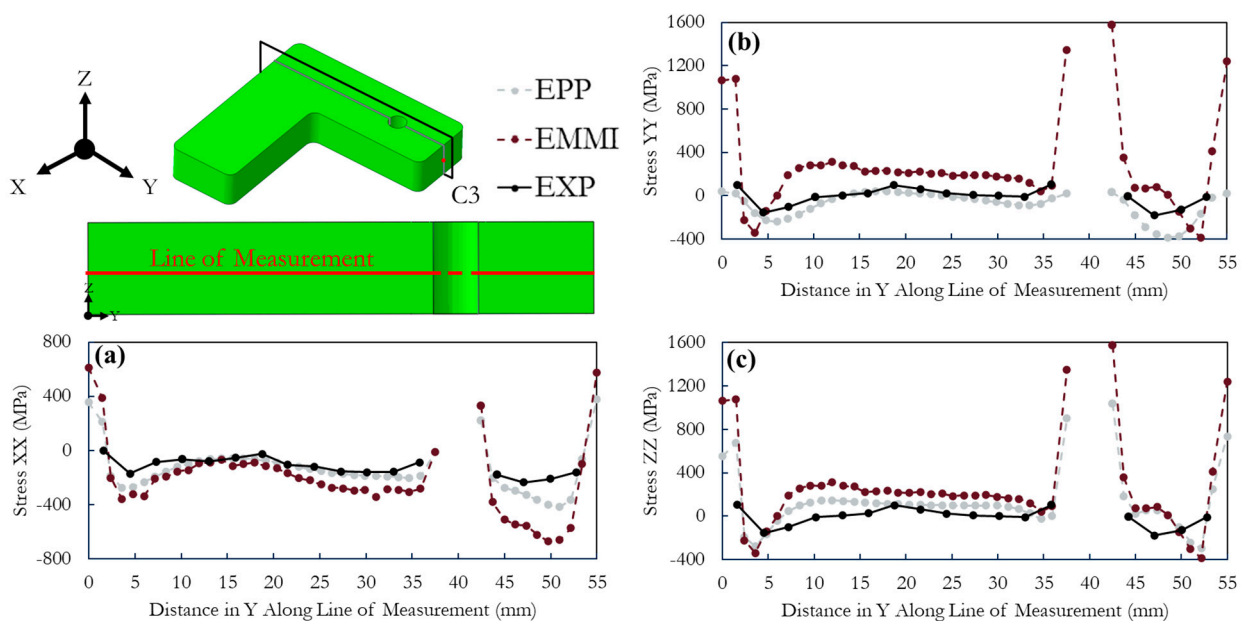 Z
X
Y
C3
EPP
EMMI
EXP
Line of Measurement
Z
Y
(a)
Stress XX (MPa)
800
400
0
-400
-800
0 5 10 15 20 25 30 35 40 45 50 55
Distance in Y Along Line of Measurement (mm)
(b)
Stress YY (MPa)
1600
1200
800
400
0
-400
0 5 10 15 20 25 30 35 40 45 50 55
Distance in Y Along Line of Measurement (mm)
(c)
Stress ZZ (MPa)
1600
1200
800
400
0
-400
0 5 10 15 20 25 30 35 40 45 50 55
Distance in Y Along Line of Measurement (mm)